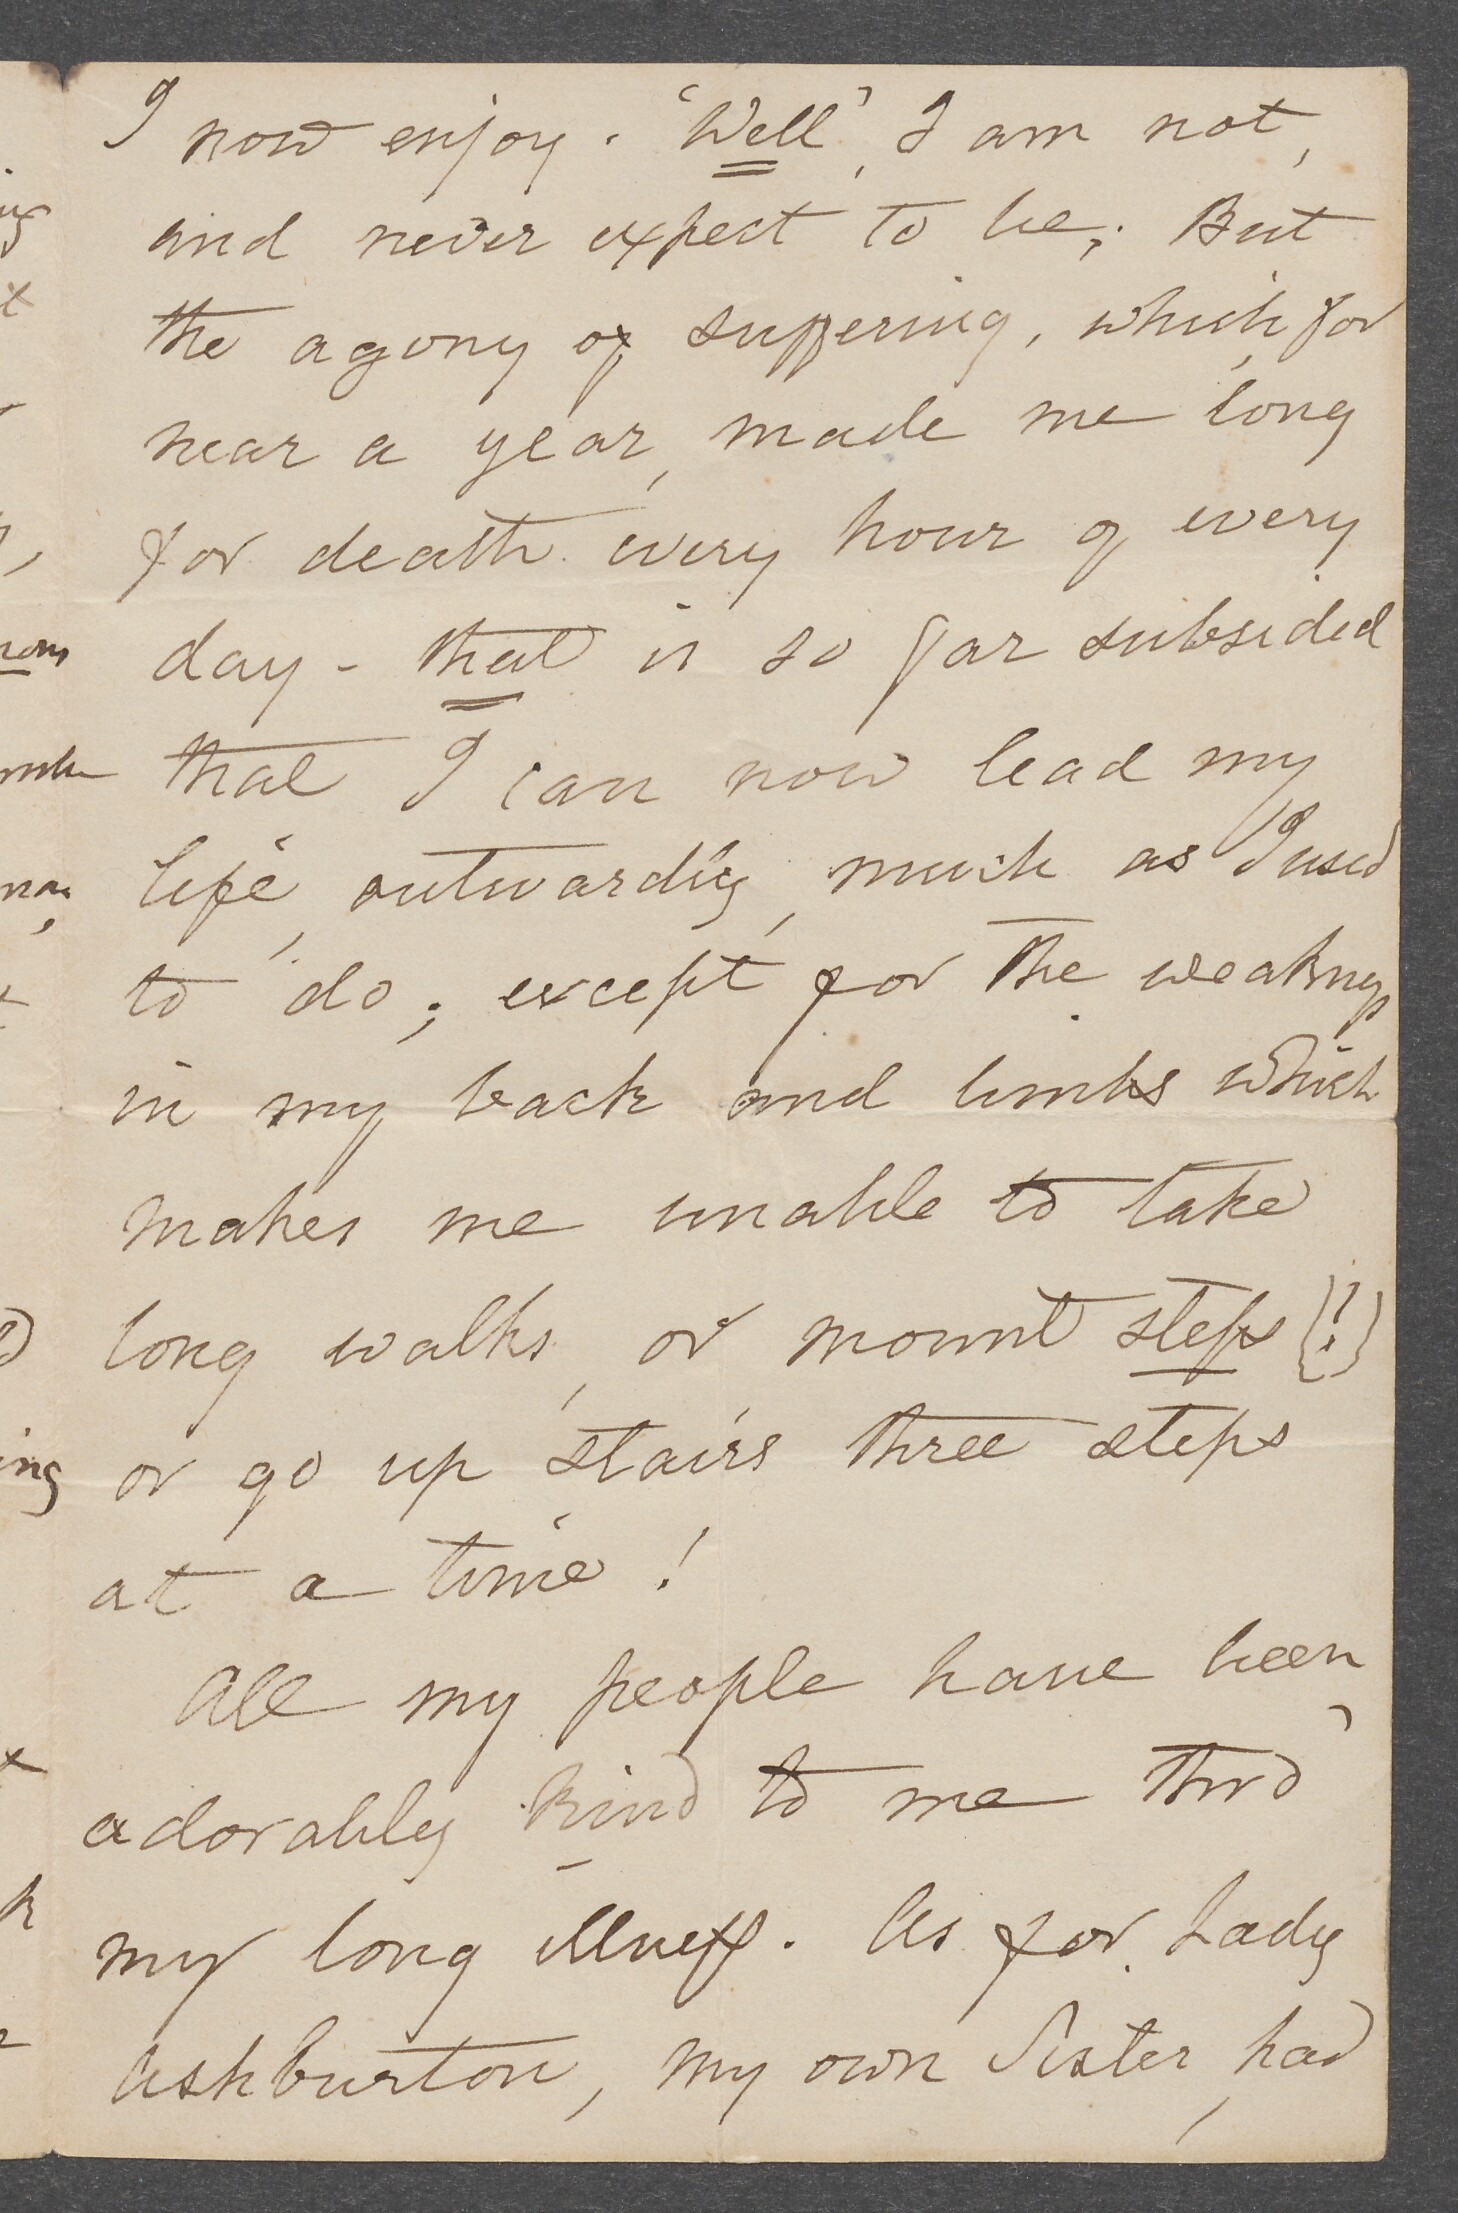 I now enjoy. 'Well', I am not,
and never expect to be; But
the agony of suffering, which, for
near a year, made me long
for death every hour of every
day - that is so far subsided
that I can now lead my
life, outwardly, much as I used
to do; except for the weakness
in my back and limbs which
makes me unable to take
long walks, or mount steps (!)
or go up stairs three steps
at a time!
All my people have been
adorably kind to me thro'
my long illness. As for Lady
Ashburton, my own Sister, had